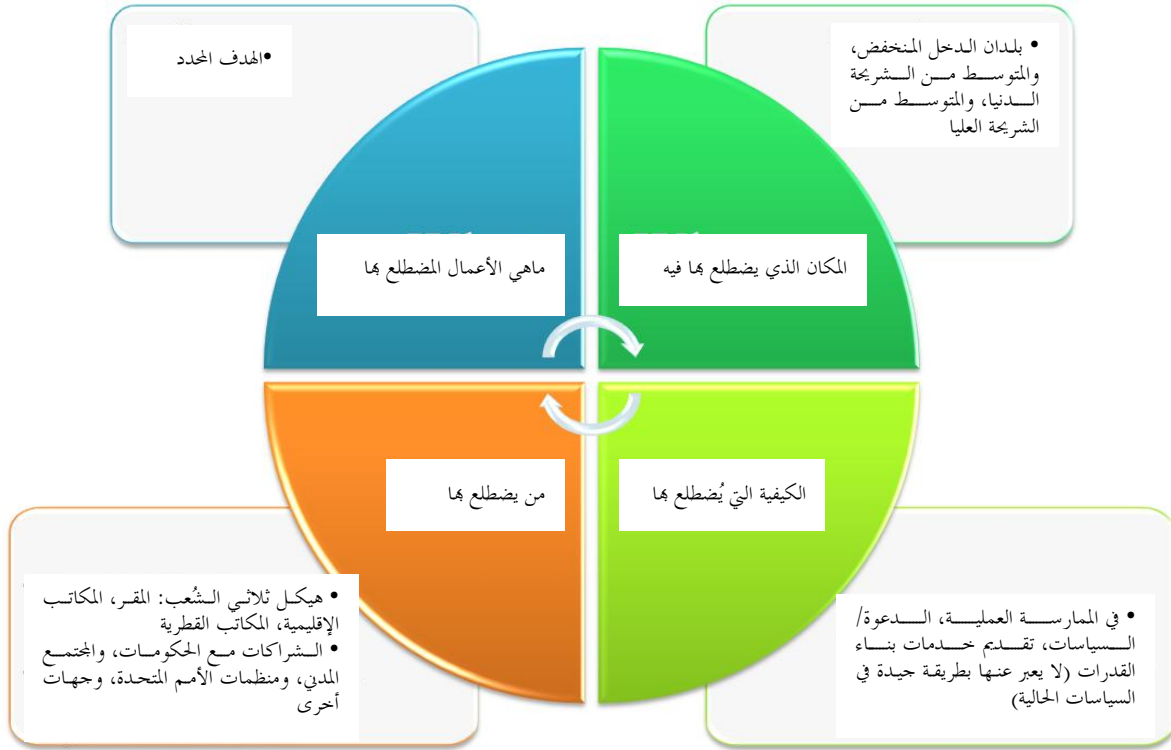 • بلدان الدخل المنخفض،
والمتوسط من الشريحة
الدنيا، والمتوسط من
الشريحة العليا
•الهدف المحدد
المكان الذي يضطلع بها فيه
ماهي الأعمال المضطلع بها
الكيفية التي يُضطلع بها
من يضطلع بها
• في الممارسة العملية، الدعوة/
السياسات، تقديم خدمات بناء
القدرات (لا يعبر عنها بطريقة جيدة في
السياسات الحالية)
• هيكل ثلاثي الشُعب: المقر، المكاتب
الإقليمية، المكاتب القطرية
• الشراكات مع الحكومات، والمجتمع
المدني، ومنظمات الأمم المتحدة، وجهات
أخرى